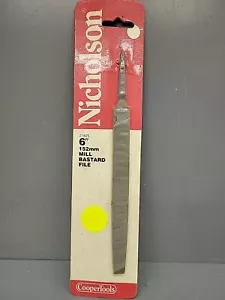 Nicholson
6"
152mm
MILL
BASTARD
FILE
CooperTools